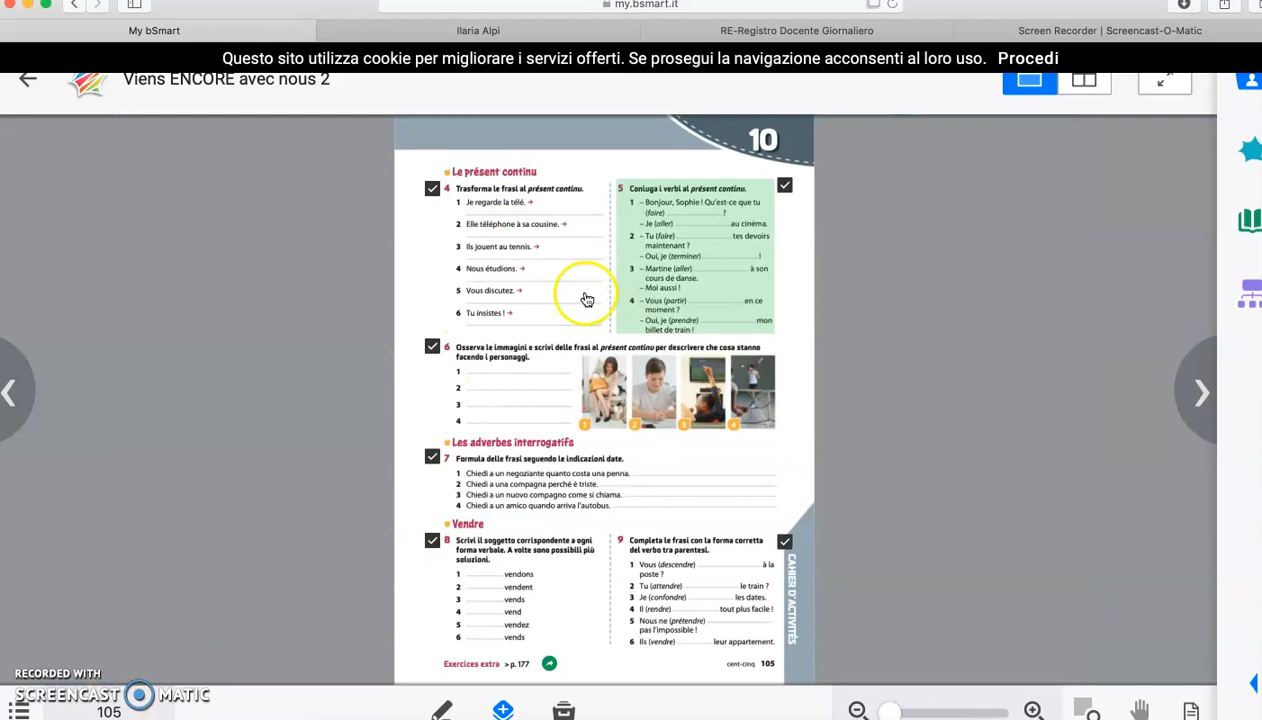 my.bsmart.it
My bSmart
Ilaria Alpi
RE-Registro Docente Giornaliero
Screen Recorder | Screencast-O-Matic
Questo sito utilizza cookie per migliorare i servizi offerti. Se prosegui la navigazione acconsenti al loro uso. Procedi
Viens ENCORE avec nous 2
10
Le présent continu
4 Trasforma le frasi al présent continu.
1 Je regarde la télé. →
2 Elle téléphone à sa cousine. →
3 Ils jouent au tennis. →
4 Nous étudions. →
5 Vous discutez. →
6 Tu insistes ! →
5 Coniuga i verbi al présent continu.
1 – Bonjour, Sophie ! Qu'est-ce que tu
(faire) ?
– Je (aller) au cinéma.
2 – Tu (faire) tes devoirs
maintenant ?
– Oui, je (terminer) !
3 – Martine (aller) à son
cours de danse.
– Moi aussi !
4 – Vous (partir) en ce
moment ?
– Oui, je (prendre) mon
billet de train !
6 Osserva le immagini e scrivi delle frasi al présent continu per descrivere che cosa stanno
facendo i personaggi.
1
2
3
4
1 2 3 4
Les adverbes interrogatifs
7 Formula delle frasi seguendo le indicazioni date.
1 Chiedi a un negoziante quanto costa una penna.
2 Chiedi a una compagna perché è triste.
3 Chiedi a un nuovo compagno come si chiama.
4 Chiedi a un amico quando arriva l'autobus.
Vendre
8 Scrivi il soggetto corrispondente a ogni
forma verbale. A volte sono possibili più
soluzioni.
1 vendons
2 vendent
3 vends
4 vend
5 vendez
6 vends
9 Completa le frasi con la forma corretta
del verbo tra parentesi.
1 Vous (descendre) à la
poste ?
2 Tu (attendre) le train ?
3 Je (confondre) les dates.
4 Il (rendre) tout plus facile !
5 Nous ne (prétendre)
pas l'impossible !
6 Ils (vendre) leur appartement.
CAHIER D'ACTIVITÉS
Exercices extra > p. 177
cent-cinq 105
RECORDED WITH
SCREENCAST MATIC
105